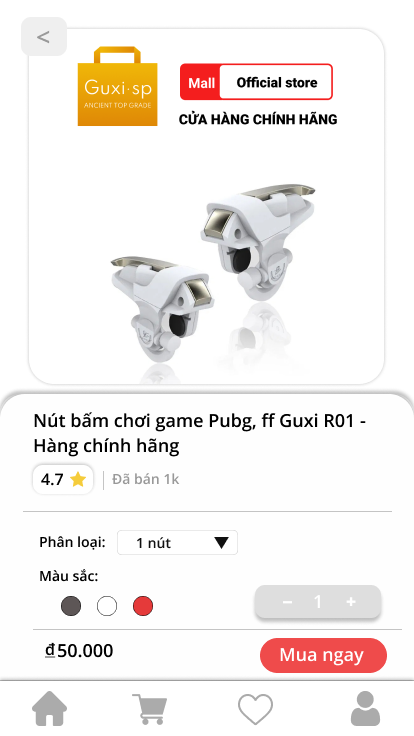 <
Guxi·sp
ANCIENT TOP GRADE
Mall Official store
CỬA HÀNG CHÍNH HÃNG
Nút bấm chơi game Pubg, ff Guxi R01 -
Hàng chính hãng
4.7 Đã bán 1k
Phân loại: 1 nút
Màu sắc:
− 1 +
₫50.000 Mua ngay